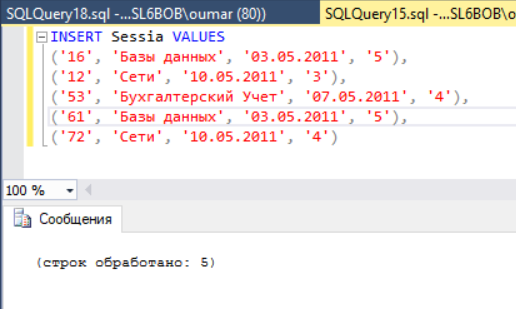 SQLQuery18.sql -...SL6BOB\oumar (80)) SQLQuery15.sql -...SL6BOB\o
INSERT Sessia VALUES
('16', 'Базы данных', '03.05.2011', '5'),
('12', 'Сети', '10.05.2011', '3'),
('53', 'Бухгалтерский Учет', '07.05.2011', '4'),
('61', 'Базы данных', '03.05.2011', '5'),
('72', 'Сети', '10.05.2011', '4')
100 %
Сообщения
(строк обработано: 5)